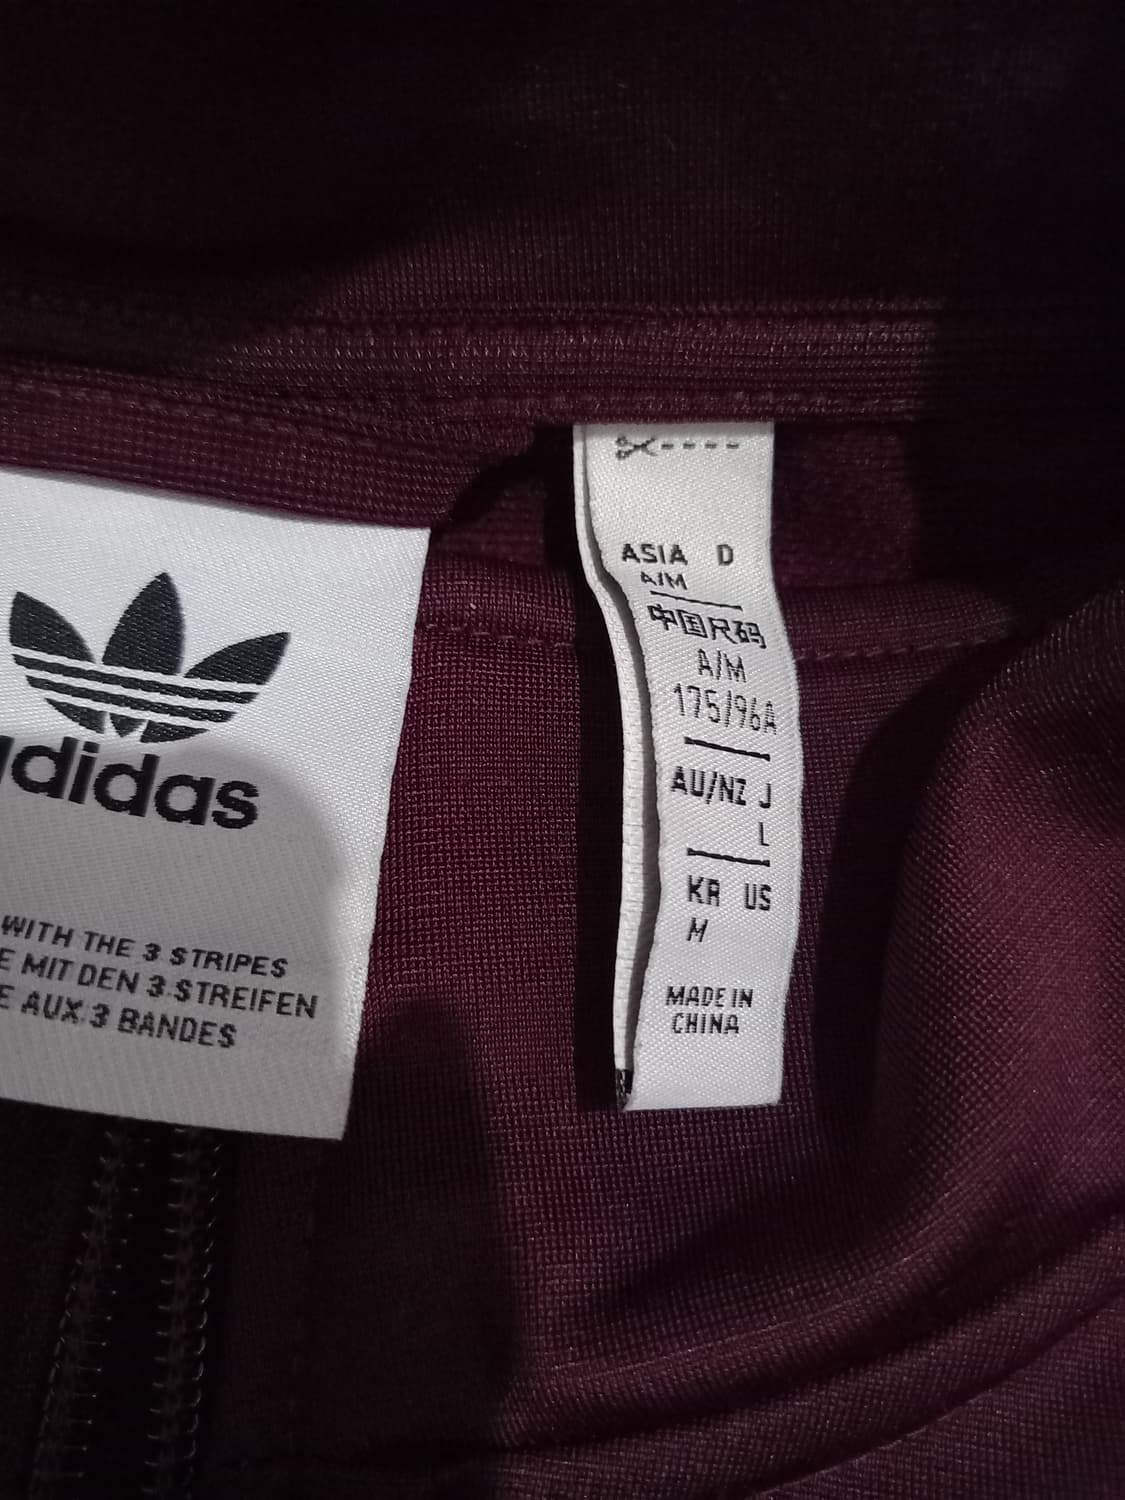 adidas
WITH THE 3 STRIPES
E MIT DEN 3 STREIFEN
E AUX 3 BANDES
ASIA D
A/M
中国尺码
A/M
175/96A
AU/NZ J
L
KR US
M
MADE IN
CHINA